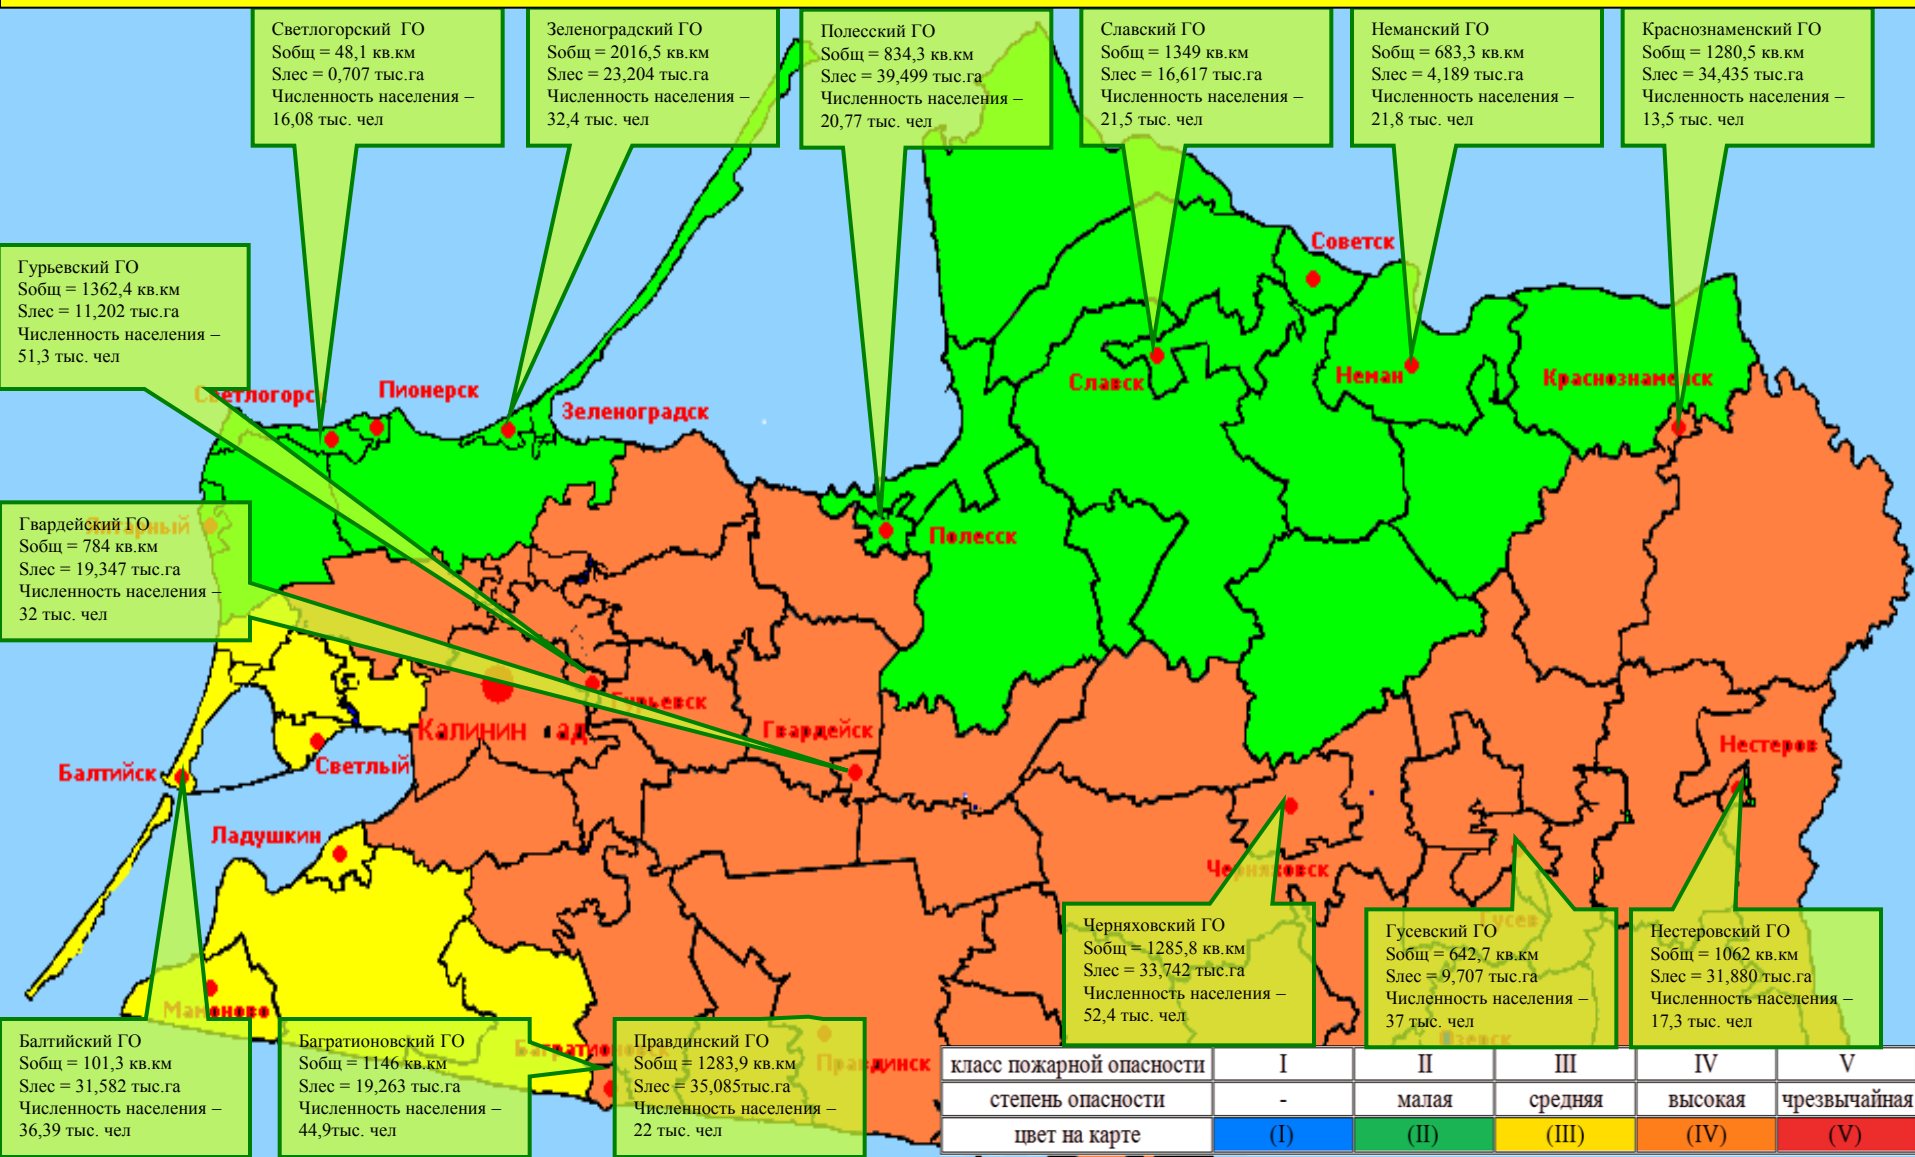 Светлогорский ГО
Sобщ = 48,1 кв.км
Sлес = 0,707 тыс.га
Численность населения –
16,08 тыс. чел
Зеленоградский ГО
Sобщ = 2016,5 кв.км
Sлес = 23,204 тыс.га
Численность населения –
32,4 тыс. чел
Полесский ГО
Sобщ = 834,3 кв.км
Sлес = 39,499 тыс.га
Численность населения –
20,77 тыс. чел
Славский ГО
Sобщ = 1349 кв.км
Sлес = 16,617 тыс.га
Численность населения –
21,5 тыс. чел
Неманский ГО
Sобщ = 683,3 кв.км
Sлес = 4,189 тыс.га
Численность населения –
21,8 тыс. чел
Краснознаменский ГО
Sобщ = 1280,5 кв.км
Sлес = 34,435 тыс.га
Численность населения –
13,5 тыс. чел
Гурьевский ГО
Sобщ = 1362,4 кв.км
Sлес = 11,202 тыс.га
Численность населения –
51,3 тыс. чел
Советск
Светлогорск
Пионерск
Зеленоградск
Славск
Неман
Краснознаменск
Гвардейский ГО
Sобщ = 784 кв.км
Sлес = 19,347 тыс.га
Численность населения –
32 тыс. чел
Янтарный
Полесск
Гурьевск
Калининград
Гвардейск
Нестеров
Балтийск
Светлый
Ладушкин
Черняховск
Гусев
Мамоново
Багратионовск
Правдинск
Озерск
Черняховский ГО
Sобщ = 1285,8 кв.км
Sлес = 33,742 тыс.га
Численность населения –
52,4 тыс. чел
Гусевский ГО
Sобщ = 642,7 кв.км
Sлес = 9,707 тыс.га
Численность населения –
37 тыс. чел
Нестеровский ГО
Sобщ = 1062 кв.км
Sлес = 31,880 тыс.га
Численность населения –
17,3 тыс. чел
Балтийский ГО
Sобщ = 101,3 кв.км
Sлес = 31,582 тыс.га
Численность населения –
36,39 тыс. чел
Багратионовский ГО
Sобщ = 1146 кв.км
Sлес = 19,263 тыс.га
Численность населения –
44,9тыс. чел
Правдинский ГО
Sобщ = 1283,9 кв.км
Sлес = 35,085тыс.га
Численность населения –
22 тыс. чел
класс пожарной опасности I II III IV V
степень опасности - малая средняя высокая чрезвычайная
цвет на карте (I) (II) (III) (IV) (V)